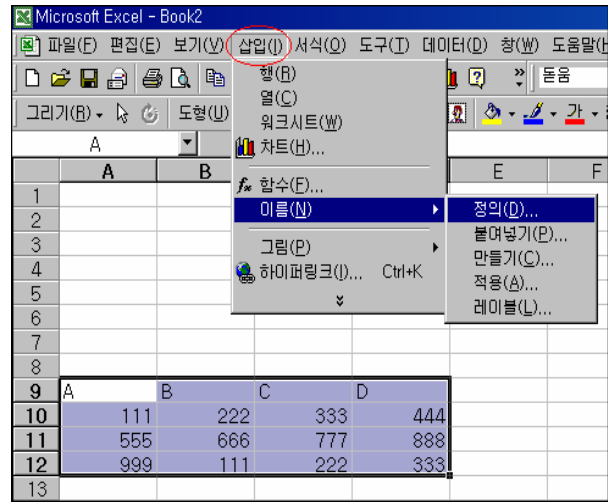 Microsoft Excel - Book2
파일(F) 편집(E) 보기(V) 삽입(I) 서식(O) 도구(T) 데이터(D) 창(W) 도움말(H
돋움
그리기(R) 도형(U) 가
A
행(R)
열(C)
워크시트(W)
차트(H)...
함수(F)...
이름(N)
그림(P)
하이퍼링크(I)... Ctrl+K
정의(D)...
붙여넣기(P)...
만들기(C)...
적용(A)...
레이블(L)...
A B E F
1
2
3
4
5
6
7
8
9 A B C D
10 111 222 333 444
11 555 666 777 888
12 999 111 222 333
13